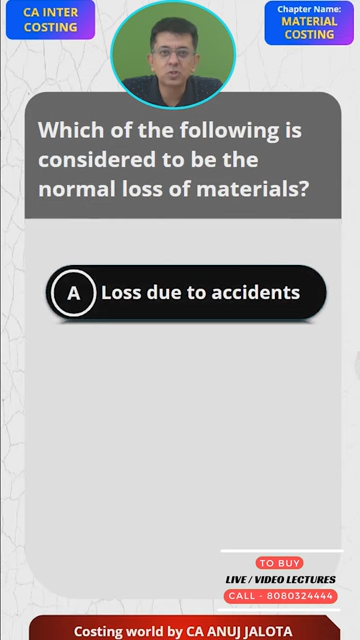 CA INTER
COSTING
Chapter Name:
MATERIAL
COSTING
Which of the following is
considered to be the
normal loss of materials?
A Loss due to accidents
TO BUY
LIVE / VIDEO LECTURES
CALL - 8080324444
Costing world by CA ANUJ JALOTA